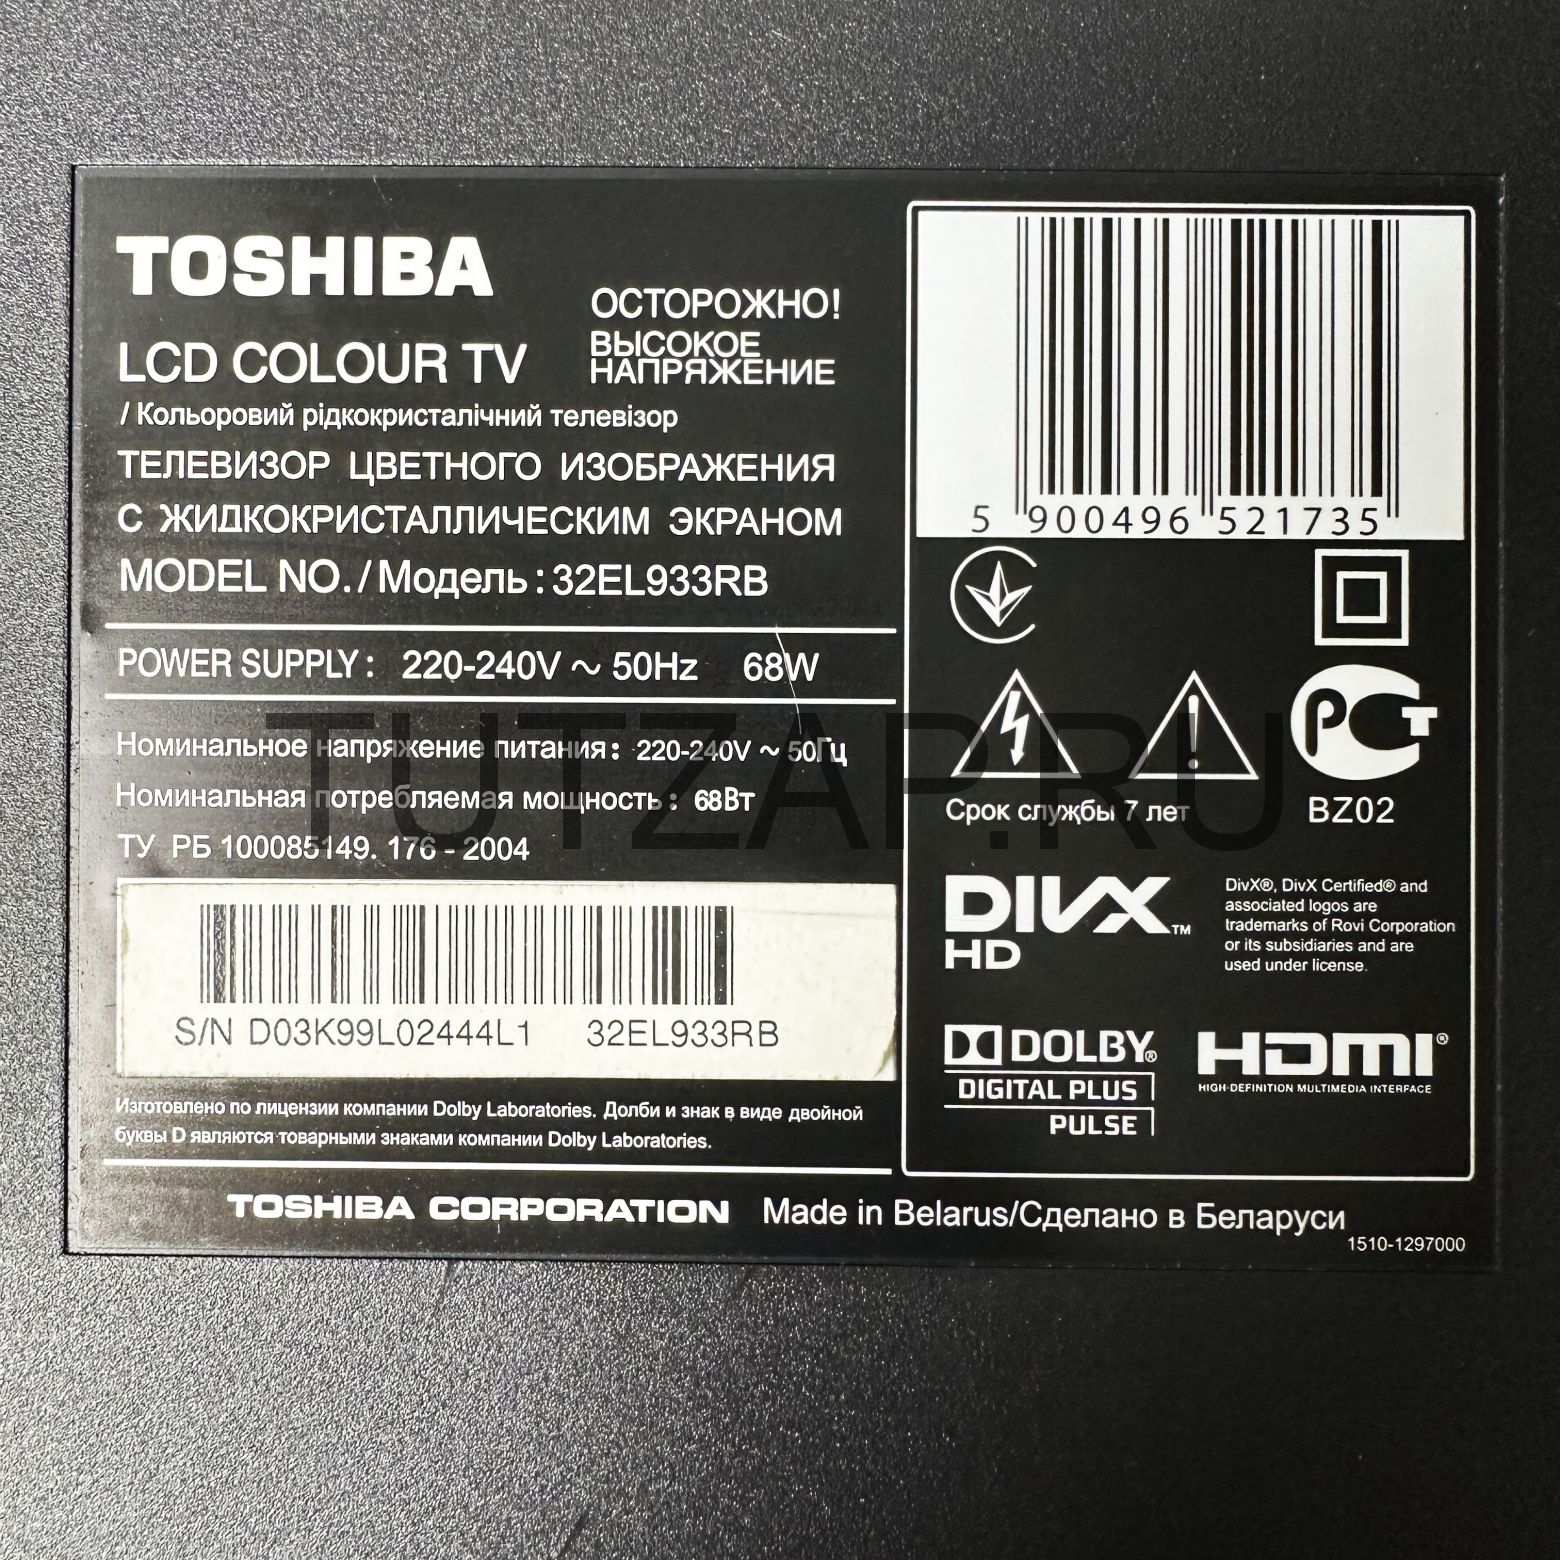 TOSHIBA
LCD COLOUR TV
ОСТОРОЖНО!
ВЫСОКОЕ
НАПРЯЖЕНИЕ
/ Кольоровий рідкокристалічний телевізор
ТЕЛЕВИЗОР ЦВЕТНОГО ИЗОБРАЖЕНИЯ
С ЖИДКОКРИСТАЛЛИЧЕСКИМ ЭКРАНОМ
MODEL NO./Модель:32EL933RB
POWER SUPPLY: 220-240V ~ 50Hz 68W
Номинальное напряжение питания: 220-240V ~ 50Гц
Номинальная потребляемая мощность: 68Вт
ТУ РБ 100085149. 176 - 2004
S/N D03K99L02444L1 32EL933RB
Изготовлено по лицензии компании Dolby Laboratories. Долби и знак в виде двойной
буквы D являются товарными знаками компании Dolby Laboratories.
5 900496 521735
РСТ
Срок службы 7 лет
BZ02
DIVX™
HD
DivX®, DivX Certified® and
associated logos are
trademarks of Rovi Corporation
or its subsidiaries and are
used under license.
DOLBY®
DIGITAL PLUS
PULSE
HDMI®
HIGH-DEFINITION MULTIMEDIA INTERFACE
TOSHIBA CORPORATION Made in Belarus/Сделано в Беларуси
1510-1297000
TUTZAP.RU